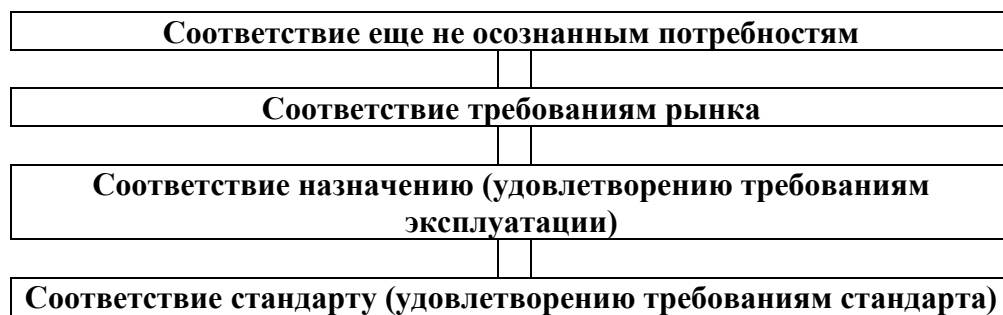 Соответствие еще не осознанным потребностям
Соответствие требованиям рынка
Соответствие назначению (удовлетворению требованиям
эксплуатации)
Соответствие стандарту (удовлетворению требованиям стандарта)